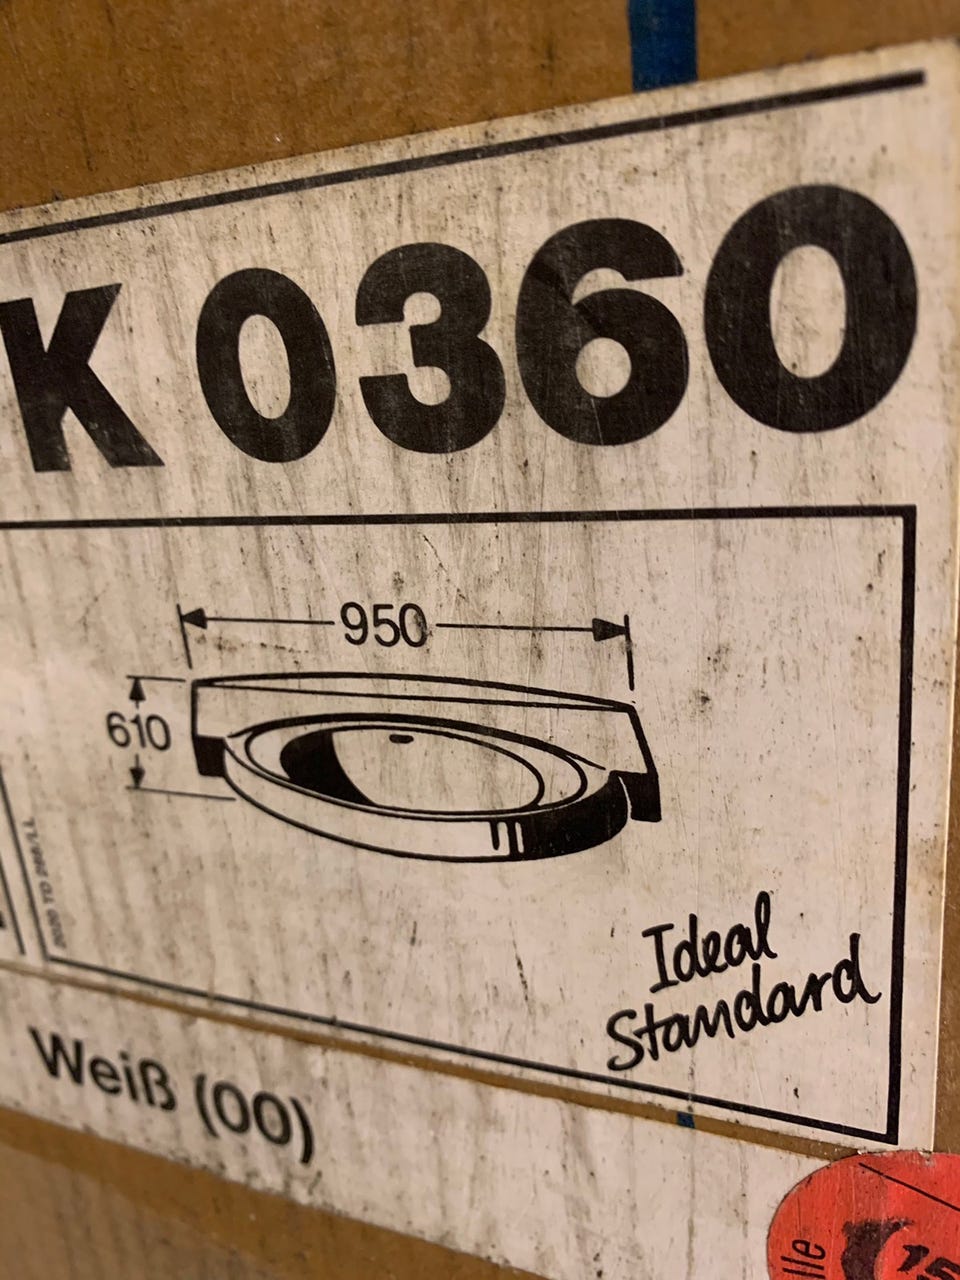 K 0360
950
610
Ideal
Standard
Weiß (00)